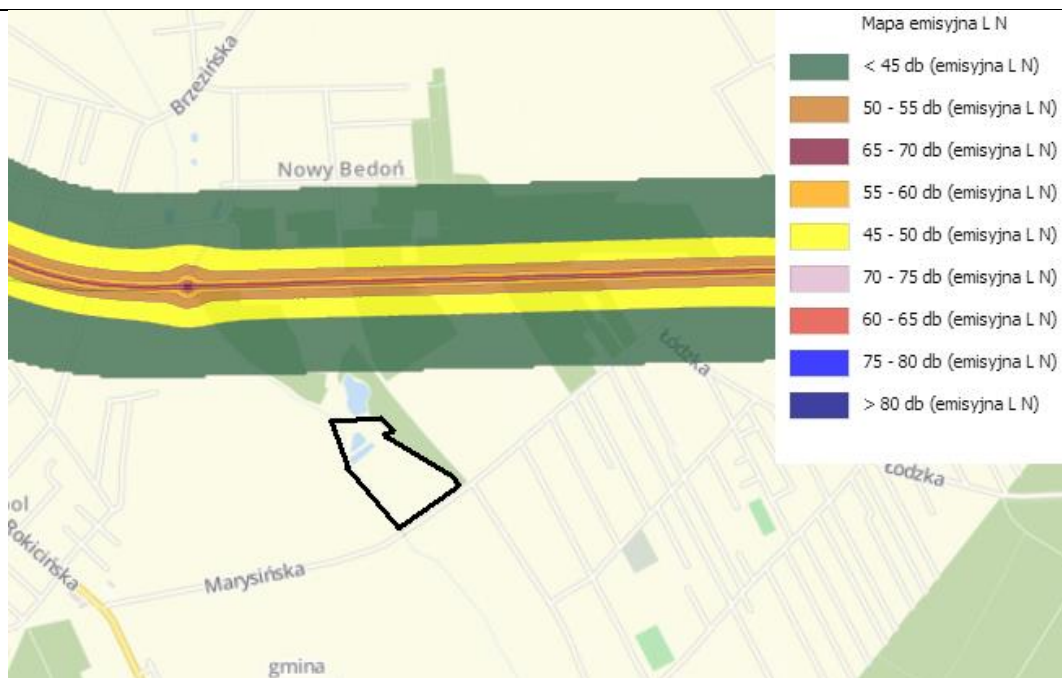 Mapa emisyjna L N
< 45 db (emisyjna L N)
50 - 55 db (emisyjna L N)
65 - 70 db (emisyjna L N)
55 - 60 db (emisyjna L N)
45 - 50 db (emisyjna L N)
70 - 75 db (emisyjna L N)
60 - 65 db (emisyjna L N)
75 - 80 db (emisyjna L N)
> 80 db (emisyjna L N)
Brzezińska
Nowy Bedoń
Łódzka
Łódzka
ol
Rokicińska
Marysińska
gmina